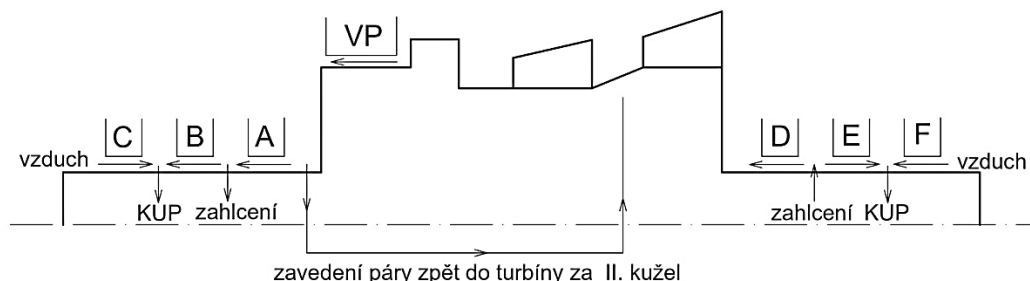 VP
C B A D E F
vzduch vzduch
KUP zahlcení zahlcení KUP
zavedení páry zpět do turbíny za II. kužel